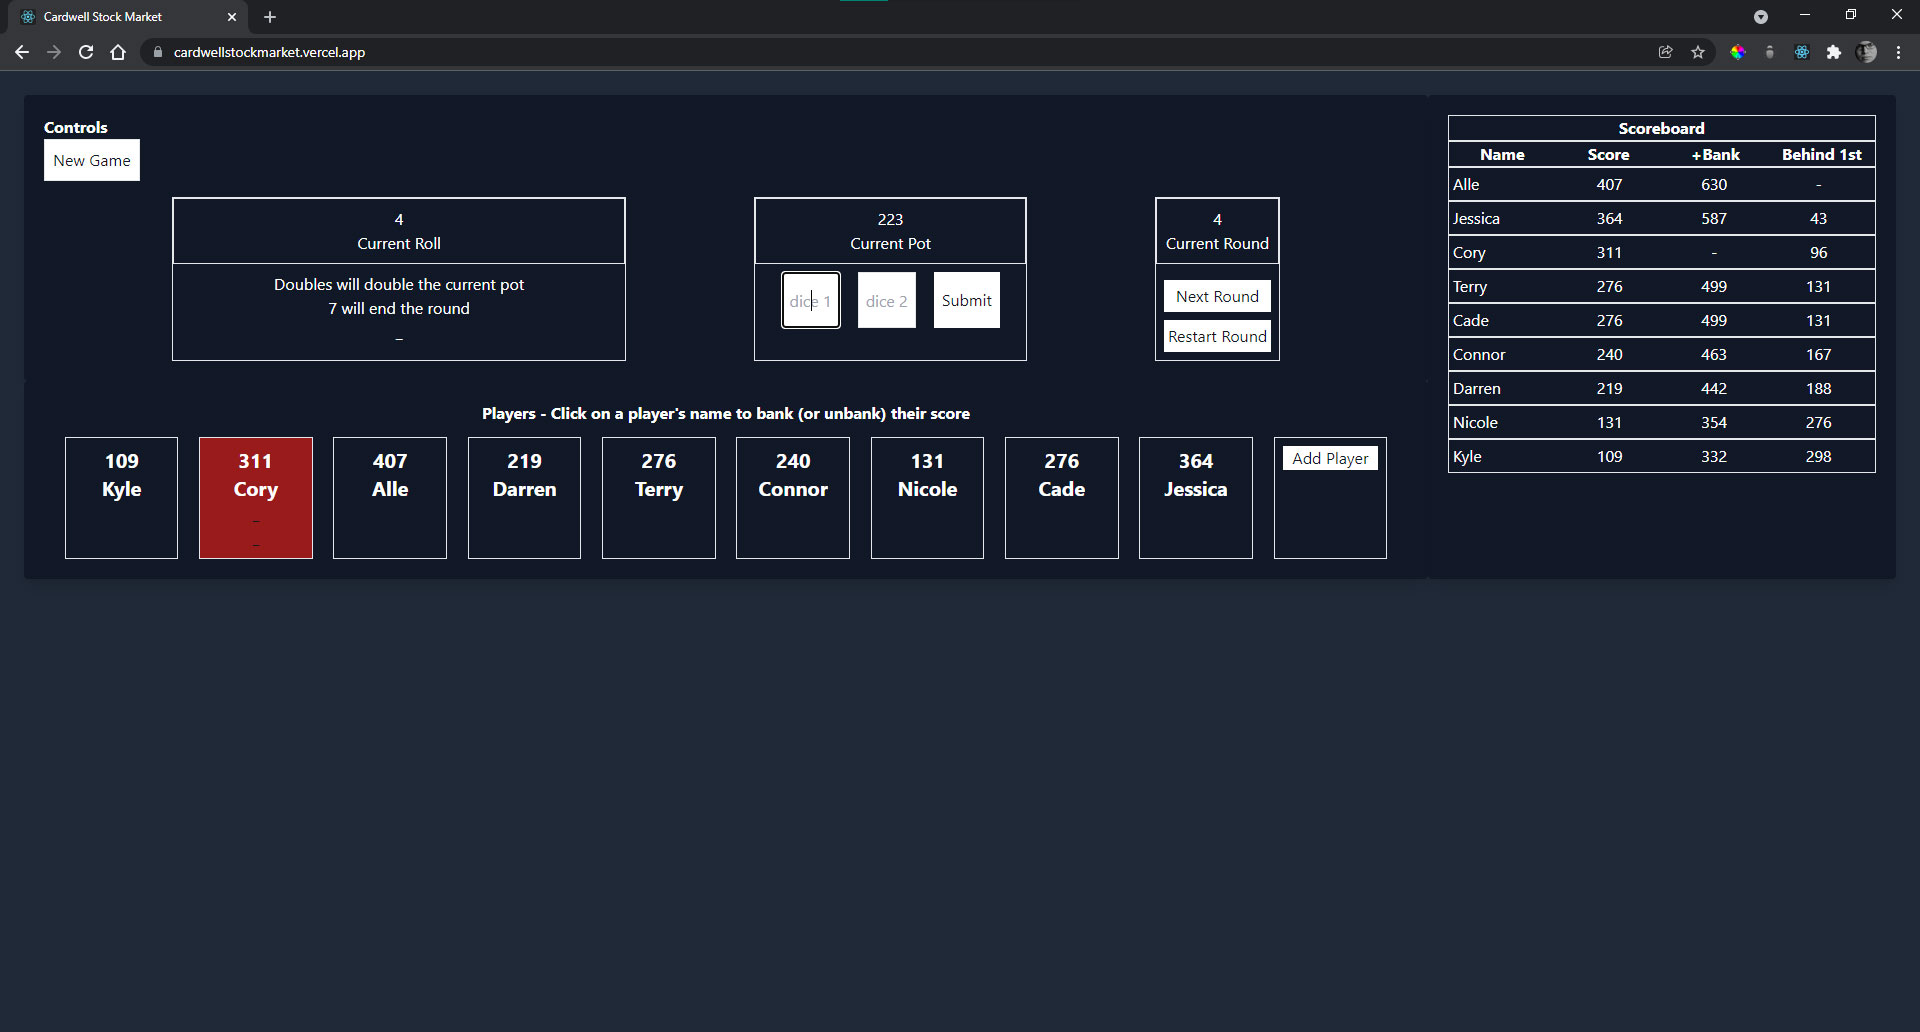 Cardwell Stock Market
cardwellstockmarket.vercel.app
Controls
New Game
4
Current Roll
Doubles will double the current pot
7 will end the round
–
223
Current Pot
dice 1 dice 2 Submit
4
Current Round
Next Round
Restart Round
Players - Click on a player's name to bank (or unbank) their score
109
Kyle
311
Cory
–
–
407
Alle
219
Darren
276
Terry
240
Connor
131
Nicole
276
Cade
364
Jessica
Add Player
Scoreboard
Name Score +Bank Behind 1st
Alle 407 630 -
Jessica 364 587 43
Cory 311 - 96
Terry 276 499 131
Cade 276 499 131
Connor 240 463 167
Darren 219 442 188
Nicole 131 354 276
Kyle 109 332 298